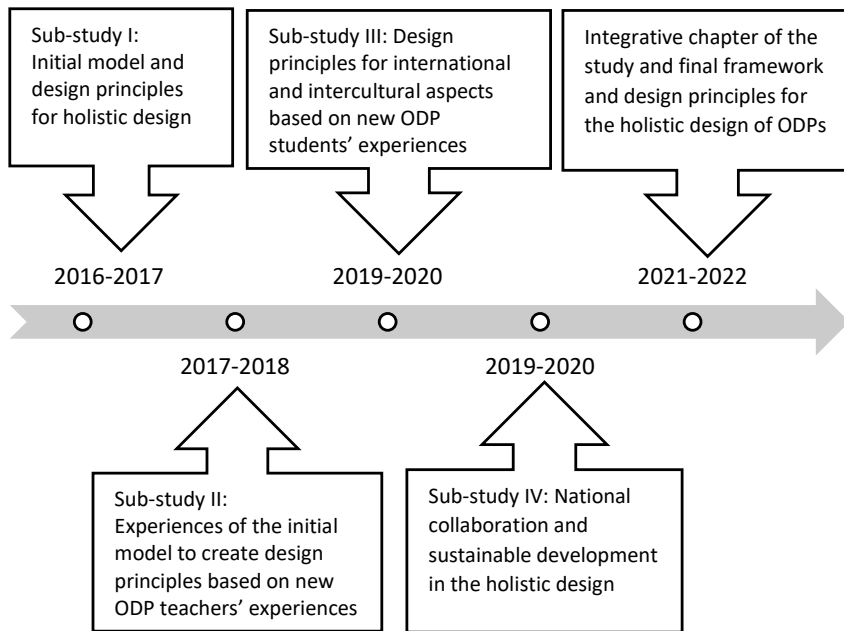 Sub-study I:
Initial model and
design principles
for holistic design
Sub-study III: Design
principles for international
and intercultural aspects
based on new ODP
students’ experiences
Integrative chapter of the
study and final framework
and design principles for
the holistic design of ODPs
2016-2017
2019-2020
2021-2022
2017-2018
2019-2020
Sub-study II:
Experiences of the initial
model to create design
principles based on new
ODP teachers’ experiences
Sub-study IV: National
collaboration and
sustainable development
in the holistic design